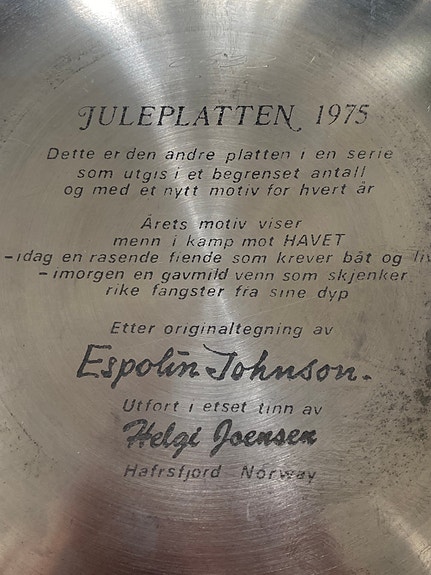 JULEPLATTEN 1975
Dette er den andre platten i en serie
som utgis i et begrenset antall
og med et nytt motiv for hvert år
Årets motiv viser
menn i kamp mot HAVET
-idag en rasende fiende som krever båt og liv
-imorgen en gavmild venn som skjenker
rike fangster fra sine dyp
Etter originaltegning av
Espolin Johnson.
Utført i etset tinn av
Helgi Joensen
Hafrsfjord Norway